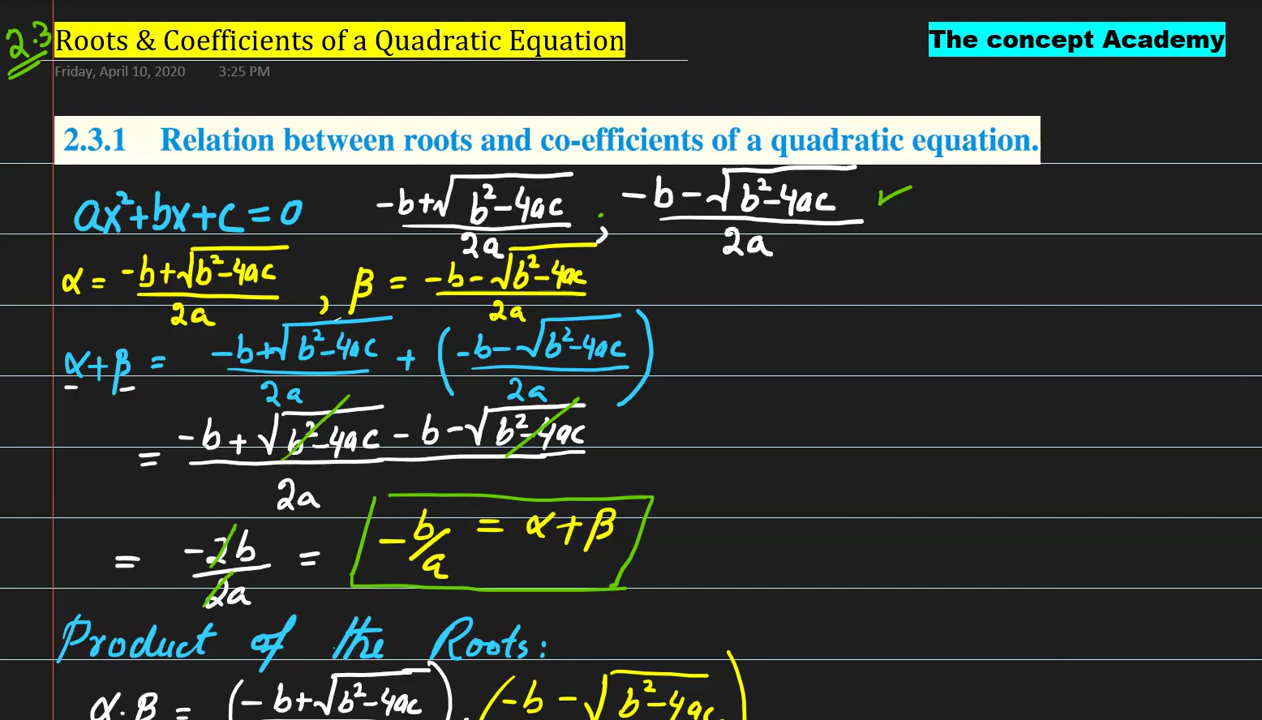 2.3 Roots & Coefficients of a Quadratic Equation
The concept Academy
Friday, April 10, 2020 3:25 PM
2.3.1 Relation between roots and co-efficients of a quadratic equation.
ax²+bx+c=0 (-b+√(b²-4ac))/2a ; (-b-√(b²-4ac))/2a ✓
α = (-b+√(b²-4ac))/2a , β = (-b-√(b²-4ac))/2a
α+β = (-b+√(b²-4ac))/2a + ((-b-√(b²-4ac))/2a)
= (-b+√(b²-4ac) - b-√(b²-4ac))/2a
= -2b/2a = -b/a = α+β
Product of the Roots:
α.β = (-b+√(b²-4ac)) . (-b-√(b²-4ac))